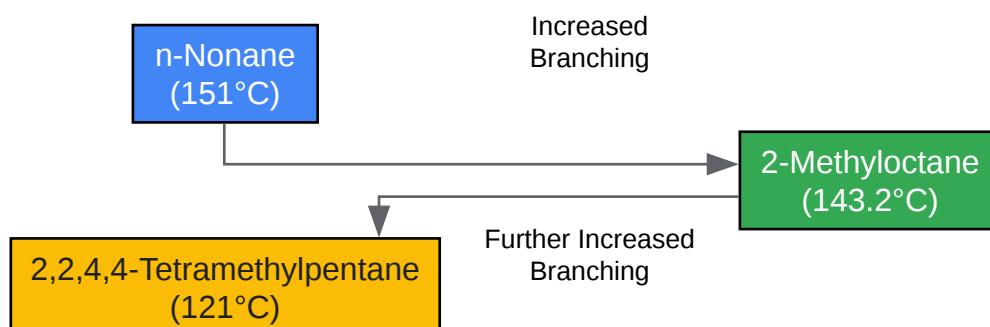 Increased
Branching
n-Nonane
(151°C)
2-Methyloctane
(143.2°C)
Further Increased
Branching
2,2,4,4-Tetramethylpentane
(121°C)